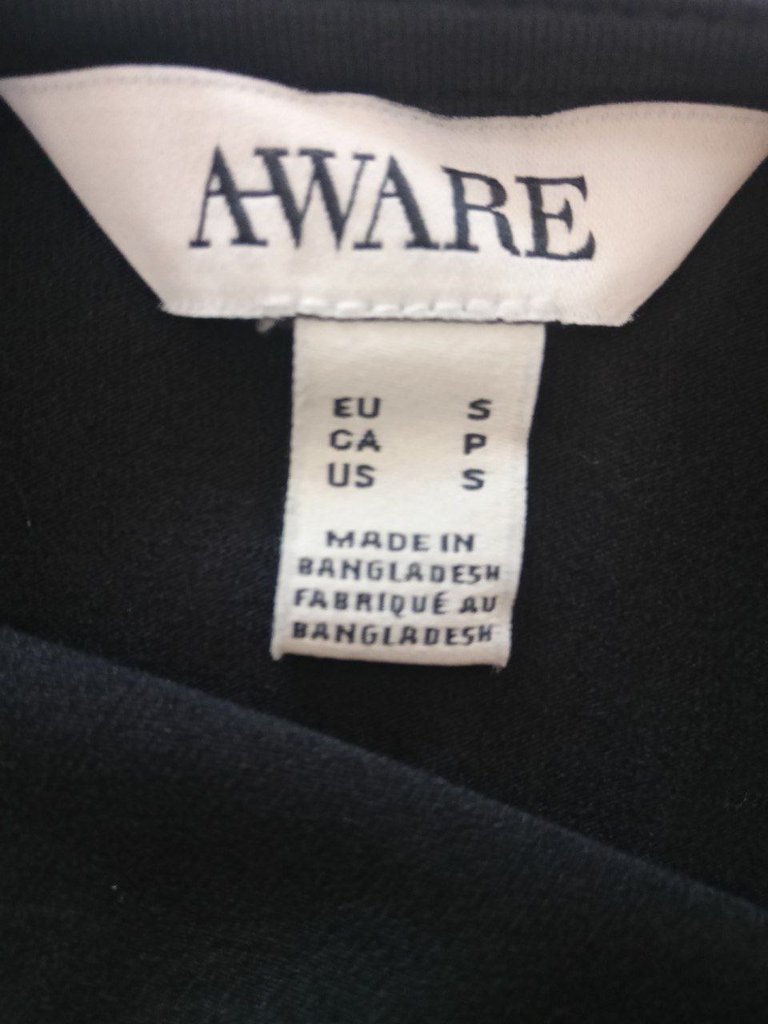 AWARE
EU S
CA P
US S
MADE IN
BANGLADESH
FABRIQUÉ AU
BANGLADESH